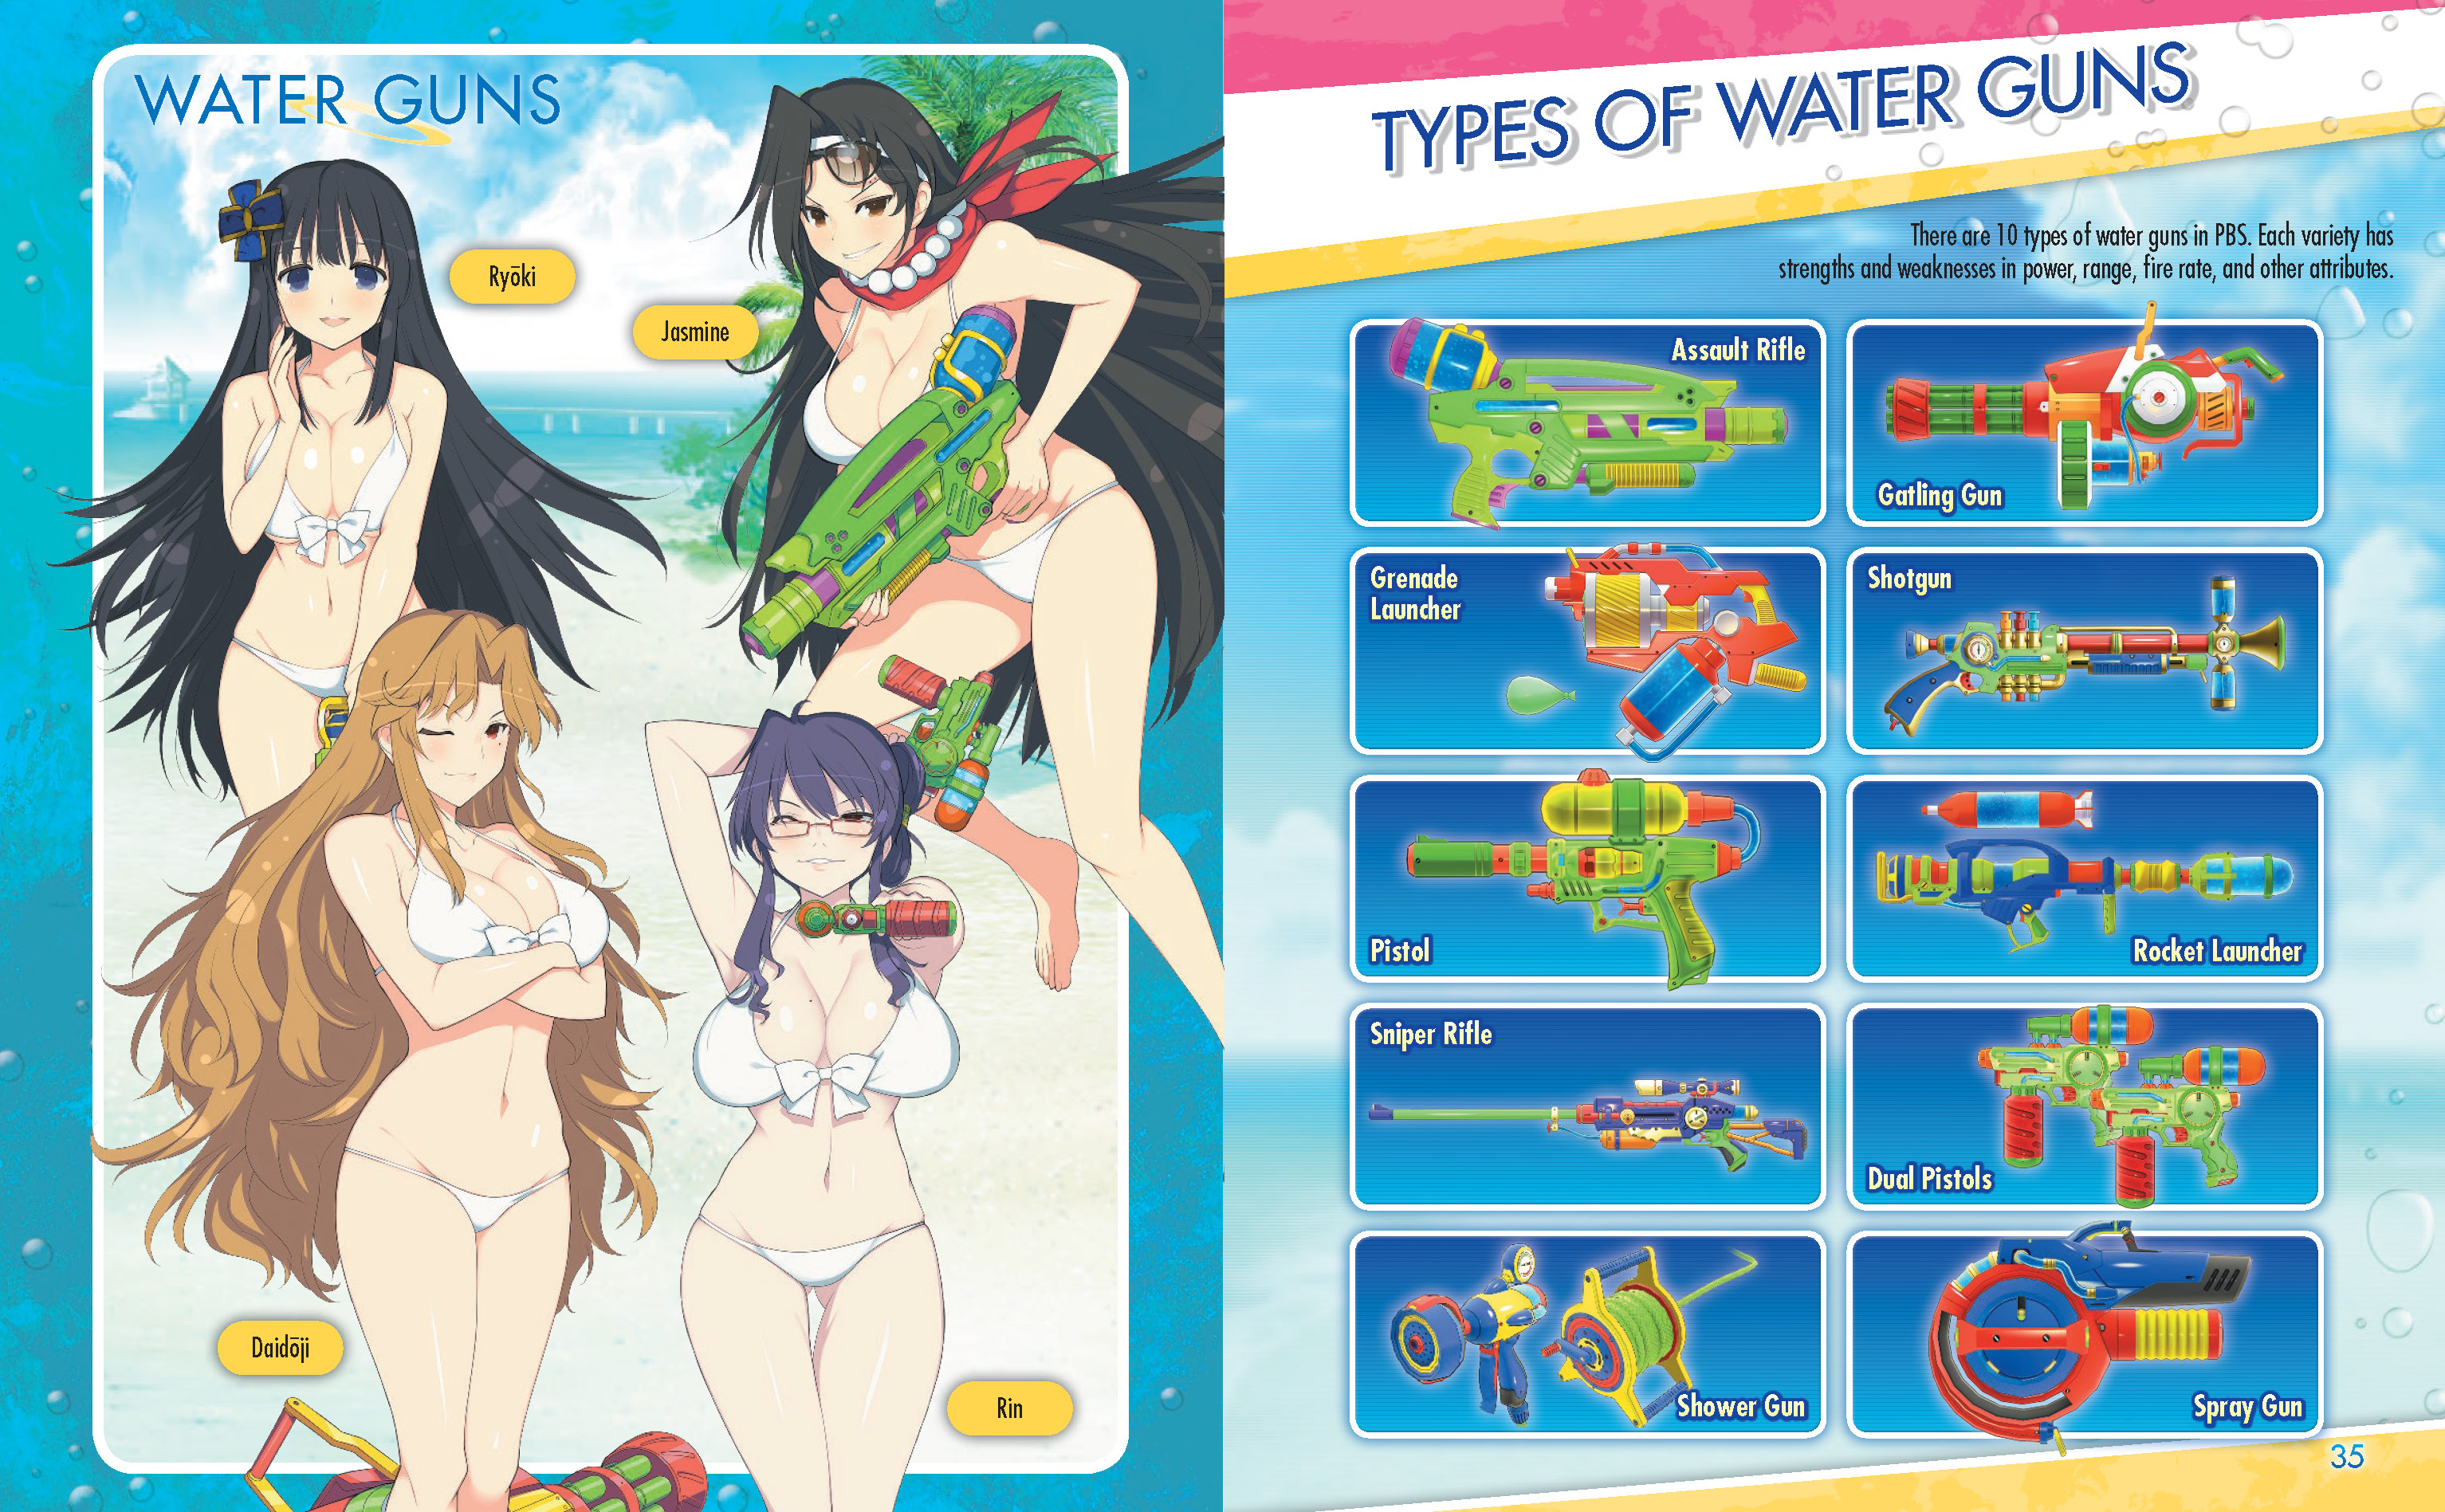 WATER GUNS
Ryōki
Jasmine
Daidōji
Rin
TYPES OF WATER GUNS
There are 10 types of water guns in PBS. Each variety has
strengths and weaknesses in power, range, fire rate, and other attributes.
Assault Rifle
Gatling Gun
Grenade
Launcher
Shotgun
Pistol
Rocket Launcher
Sniper Rifle
Dual Pistols
Shower Gun
Spray Gun
35